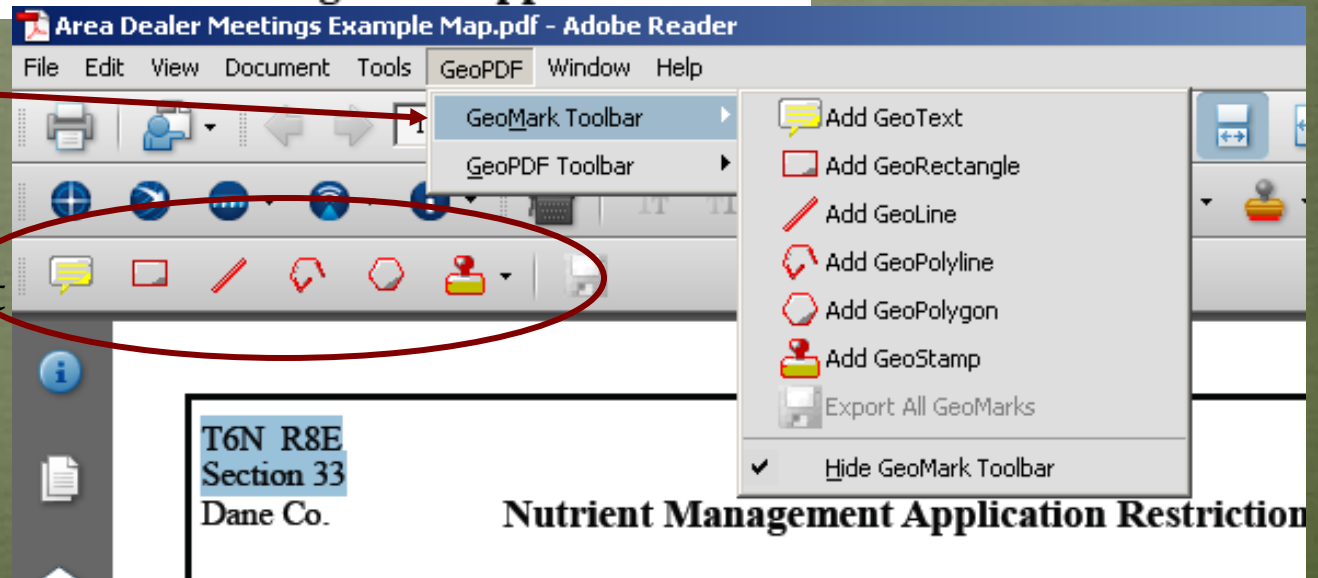 Area Dealer Meetings Example Map.pdf - Adobe Reader
File Edit View Document Tools GeoPDF Window Help
GeoMark Toolbar
GeoPDF Toolbar
Add GeoText
Add GeoRectangle
Add GeoLine
Add GeoPolyline
Add GeoPolygon
Add GeoStamp
Export All GeoMarks
Hide GeoMark Toolbar
T6N R8E
Section 33
Dane Co.
Nutrient Management Application Restriction